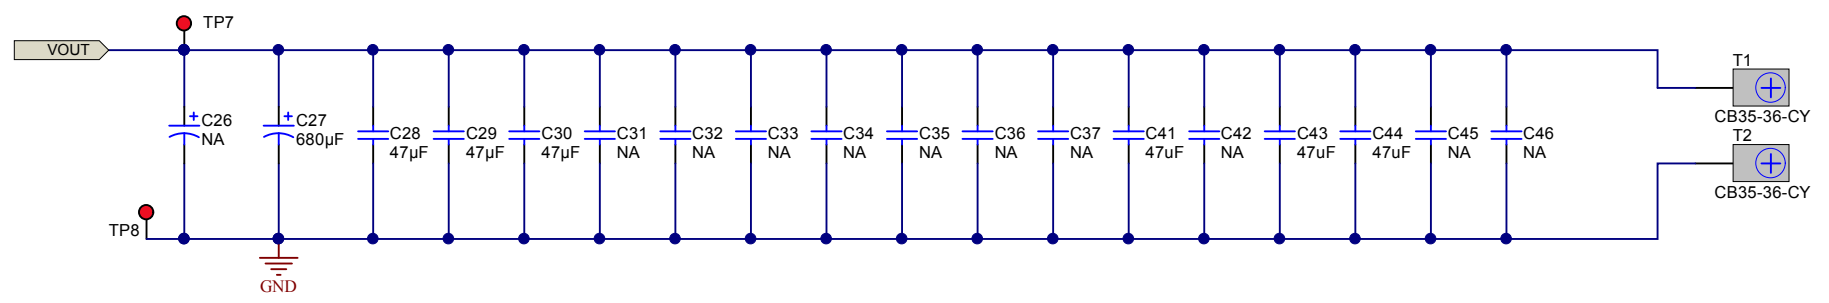 TP7
VOUT
T1
CB35-36-CY
+ C26
NA
+ C27
680µF
C28
47µF
C29
47µF
C30
47µF
C31
NA
C32
NA
C33
NA
C34
NA
C35
NA
C36
NA
C37
NA
C41
47uF
C42
NA
C43
47uF
C44
47uF
C45
NA
C46
NA
T2
CB35-36-CY
TP8
GND